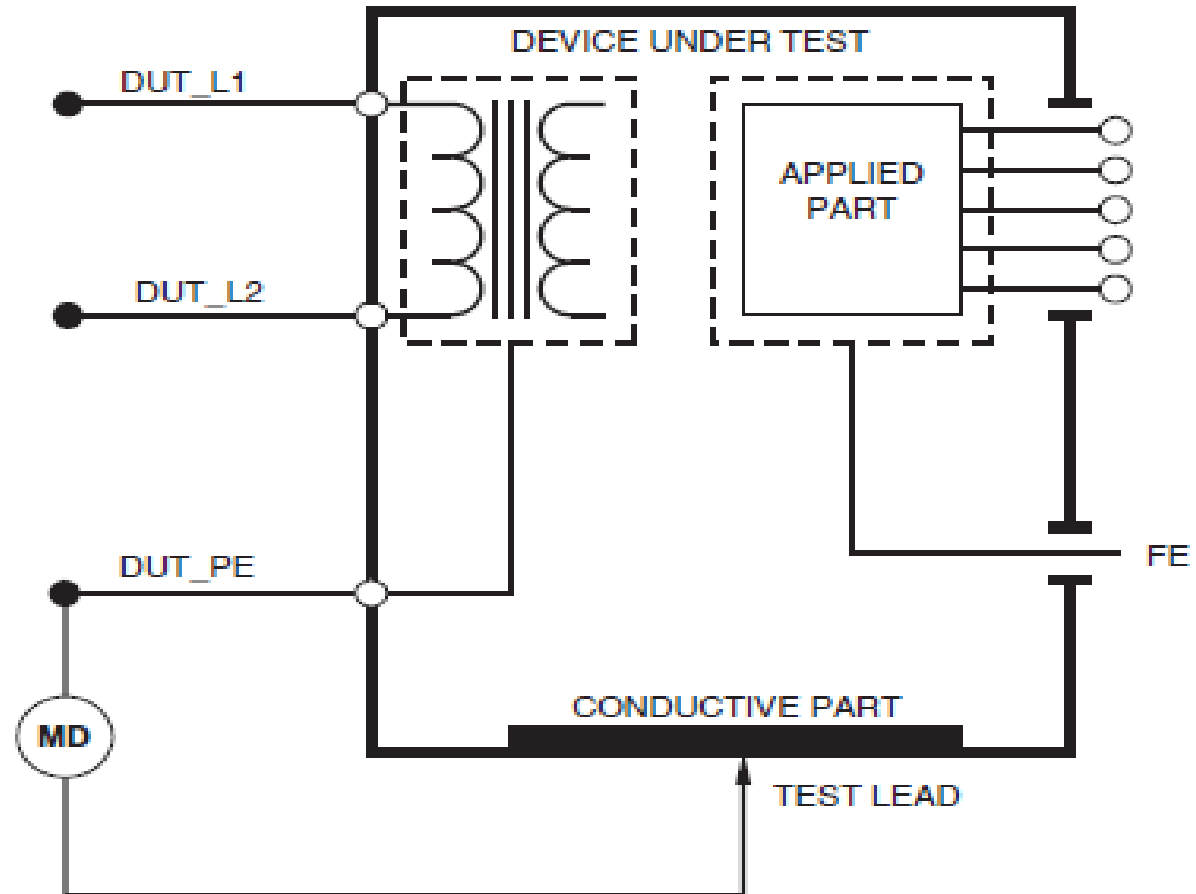 DEVICE UNDER TEST
DUT_L1
APPLIED
PART
DUT_L2
FE
DUT_PE
CONDUCTIVE PART
MD
TEST LEAD